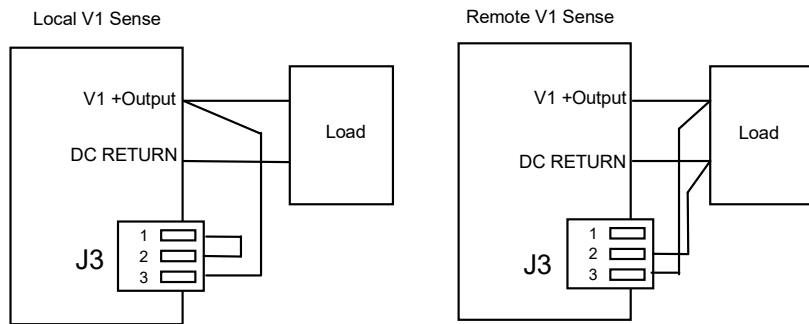 Local V1 Sense
V1 +Output
DC RETURN
Load
J3
1
2
3
Remote V1 Sense
V1 +Output
DC RETURN
Load
J3
1
2
3